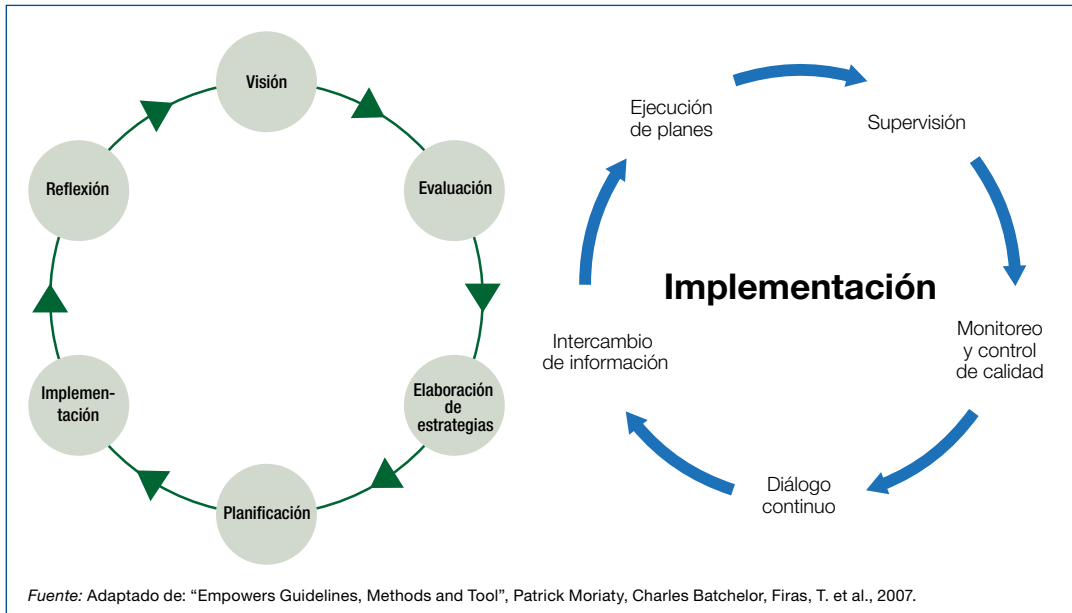 Visión
Evaluación
Elaboración
de
estrategias
Planificación
Implemen-
tación
Reflexión
Implementación
Ejecución
de planes
Supervisión
Monitoreo
y control
de calidad
Diálogo
continuo
Intercambio
de información
Fuente: Adaptado de: “Empowers Guidelines, Methods and Tool”, Patrick Moriaty, Charles Batchelor, Firas, T. et al., 2007.